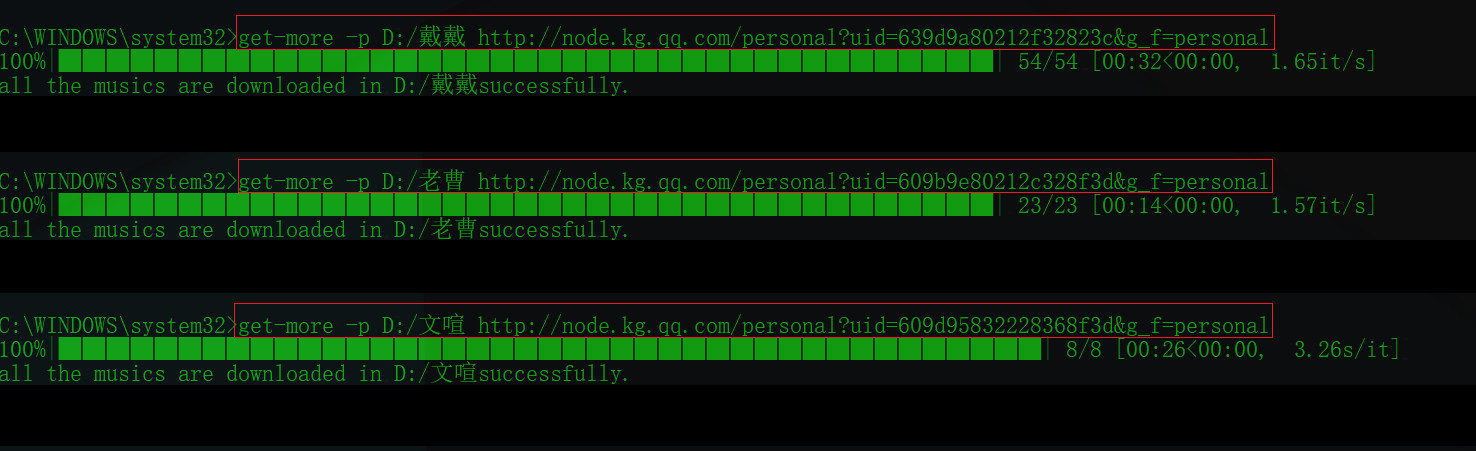 C:\WINDOWS\system32>get-more -p D:/戴戴 http://node.kg.qq.com/personal?uid=639d9a80212f32823c&g_f=personal
100%|███████████████████████████████████████| 54/54 [00:32<00:00,  1.65it/s]
all the musics are downloaded in D:/戴戴successfully.
C:\WINDOWS\system32>get-more -p D:/老曹 http://node.kg.qq.com/personal?uid=609b9e80212c328f3d&g_f=personal
100%|███████████████████████████████████████| 23/23 [00:14<00:00,  1.57it/s]
all the musics are downloaded in D:/老曹successfully.
C:\WINDOWS\system32>get-more -p D:/文喧 http://node.kg.qq.com/personal?uid=609d95832228368f3d&g_f=personal
100%|█████████████████████████████████████████| 8/8 [00:26<00:00,  3.26s/it]
all the musics are downloaded in D:/文喧successfully.